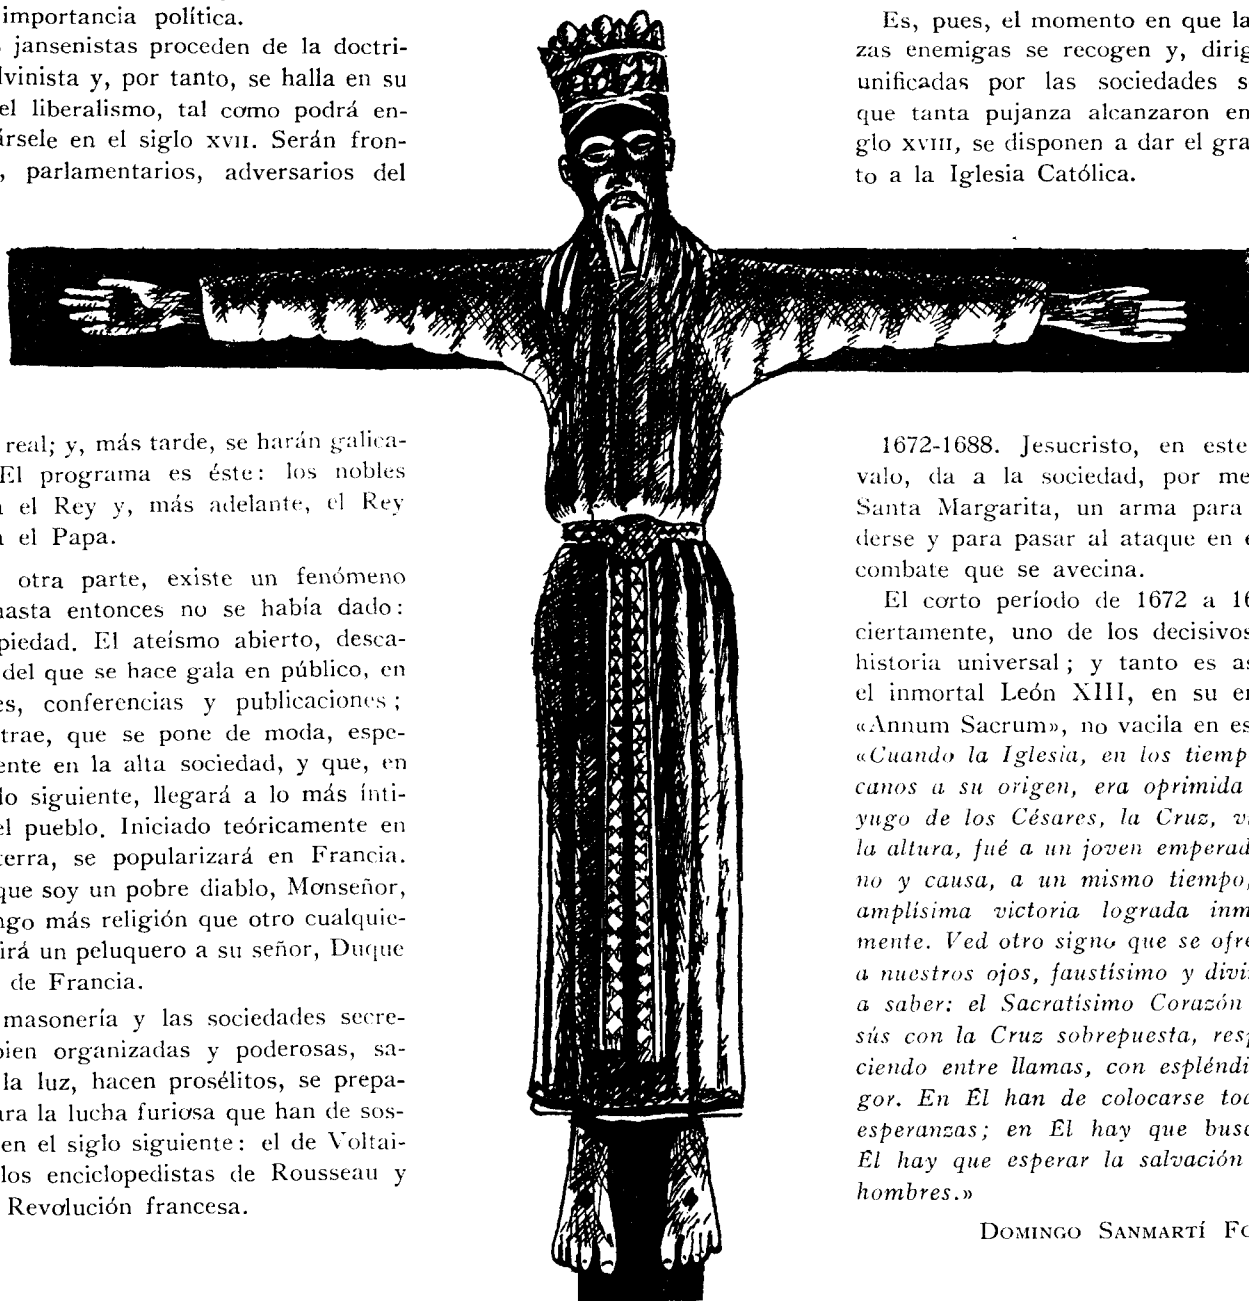 importancia política.
jansenistas proceden de la doctri-
lvinista y, por tanto, se halla en su
el liberalismo, tal como podrá en-
ársele en el siglo XVII. Serán fron-
, parlamentarios, adversarios del
real; y, más tarde, se harán galica-
El programa es éste: los nobles
a el Rey y, más adelante, el Rey
a el Papa.
otra parte, existe un fenómeno
hasta entonces no se había dado:
piedad. El ateísmo abierto, desca-
del que se hace gala en público, en
es, conferencias y publicaciones;
trae, que se pone de moda, espe-
ente en la alta sociedad, y que, en
lo siguiente, llegará a lo más ínti-
el pueblo. Iniciado teóricamente en
terra, se popularizará en Francia.
que soy un pobre diablo, Monseñor,
ngo más religión que otro cualquie-
irá un peluquero a su señor, Duque
de Francia.
masonería y las sociedades secre-
bien organizadas y poderosas, sa-
la luz, hacen prosélitos, se prepa-
ara la lucha furiosa que han de sos-
en el siglo siguiente: el de Voltai-
los enciclopedistas de Rousseau y
Revolución francesa.
Es, pues, el momento en que la
zas enemigas se recogen y, dirig
unificadas por las sociedades s
que tanta pujanza alcanzaron en
glo XVIII, se disponen a dar el gra
to a la Iglesia Católica.
1672-1688. Jesucristo, en este
valo, da a la sociedad, por me
Santa Margarita, un arma para
derse y para pasar al ataque en e
combate que se avecina.
El corto período de 1672 a 16
ciertamente, uno de los decisivos
historia universal; y tanto es as
el inmortal León XIII, en su en
«Annum Sacrum», no vacila en es
«Cuando la Iglesia, en los tiemp
canos a su origen, era oprimida
yugo de los Césares, la Cruz, vi
la altura, fué a un joven emperad
no y causa, a un mismo tiempo,
amplísima victoria lograda inm
mente. Ved otro signo que se ofre
a nuestros ojos, faustísimo y divi
a saber: el Sacratísimo Corazón
sús con la Cruz sobrepuesta, resp
ciendo entre llamas, con espléndi
gor. En Él han de colocarse tod
esperanzas; en Él hay que busc
Él hay que esperar la salvación
hombres.»
DOMINGO SANMARTÍ FO